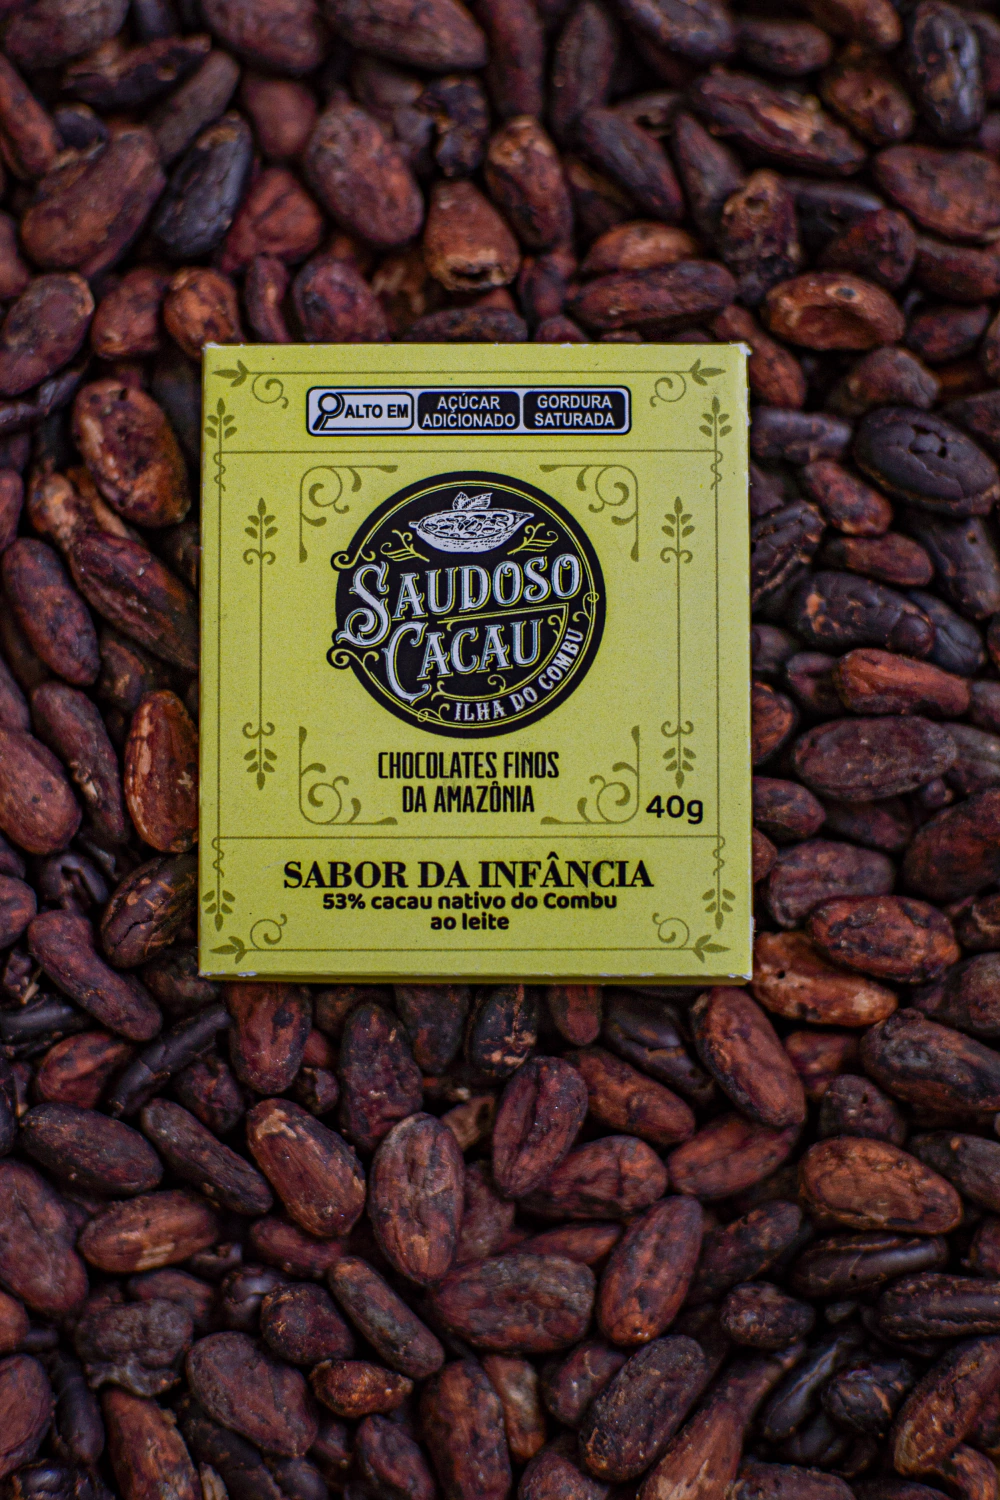 ALTO EM
AÇÚCAR
ADICIONADO
GORDURA
SATURADA
SAUDOSO
CACAU
ILHA DO COMBU
CHOCOLATES FINOS
DA AMAZÔNIA
40g
SABOR DA INFÂNCIA
53% cacau nativo do Combu
ao leite